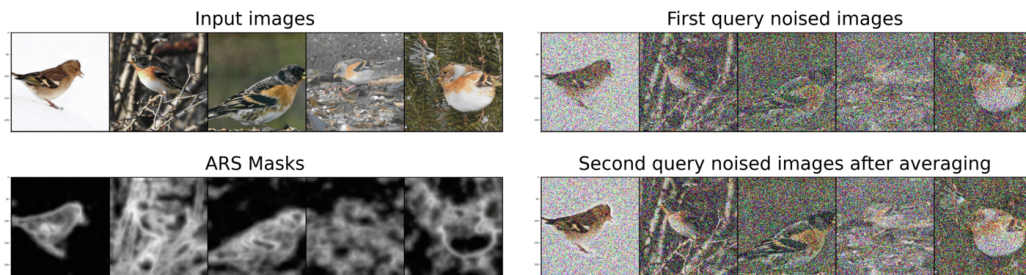 Input images
First query noised images
ARS Masks
Second query noised images after averaging